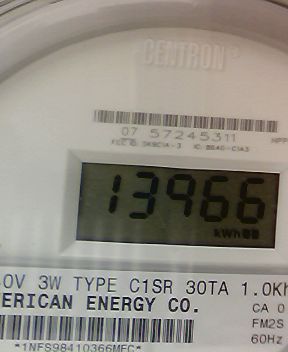 CENTRON®
07 57245311
13966
kWh
0V 3W TYPE C1SR 30TA 1.0Kh
ERICAN ENERGY CO.
CA 0
FM2S
60Hz
*1NFS98410366MFC*